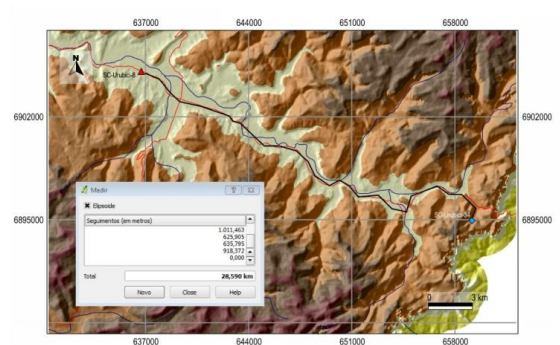 637000 644000 651000 658000
N
SC-Urubici-8
6902000 6902000
Medir
Elipsoide
Seguimentos (em metros)
1.011,463
625,905
635,795
918,372
0,000
Total 28,590 km
Novo Close Help
6895000 6895000
0 3 km
637000 644000 651000 658000